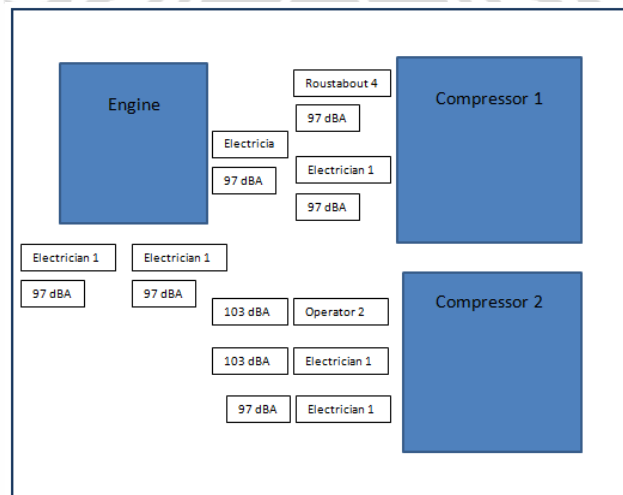 Engine
Roustabout 4
97 dBA
Compressor 1
Electricia
97 dBA
Electrician 1
97 dBA
Electrician 1
97 dBA
Electrician 1
97 dBA
Compressor 2
103 dBA Operator 2
103 dBA Electrician 1
97 dBA Electrician 1